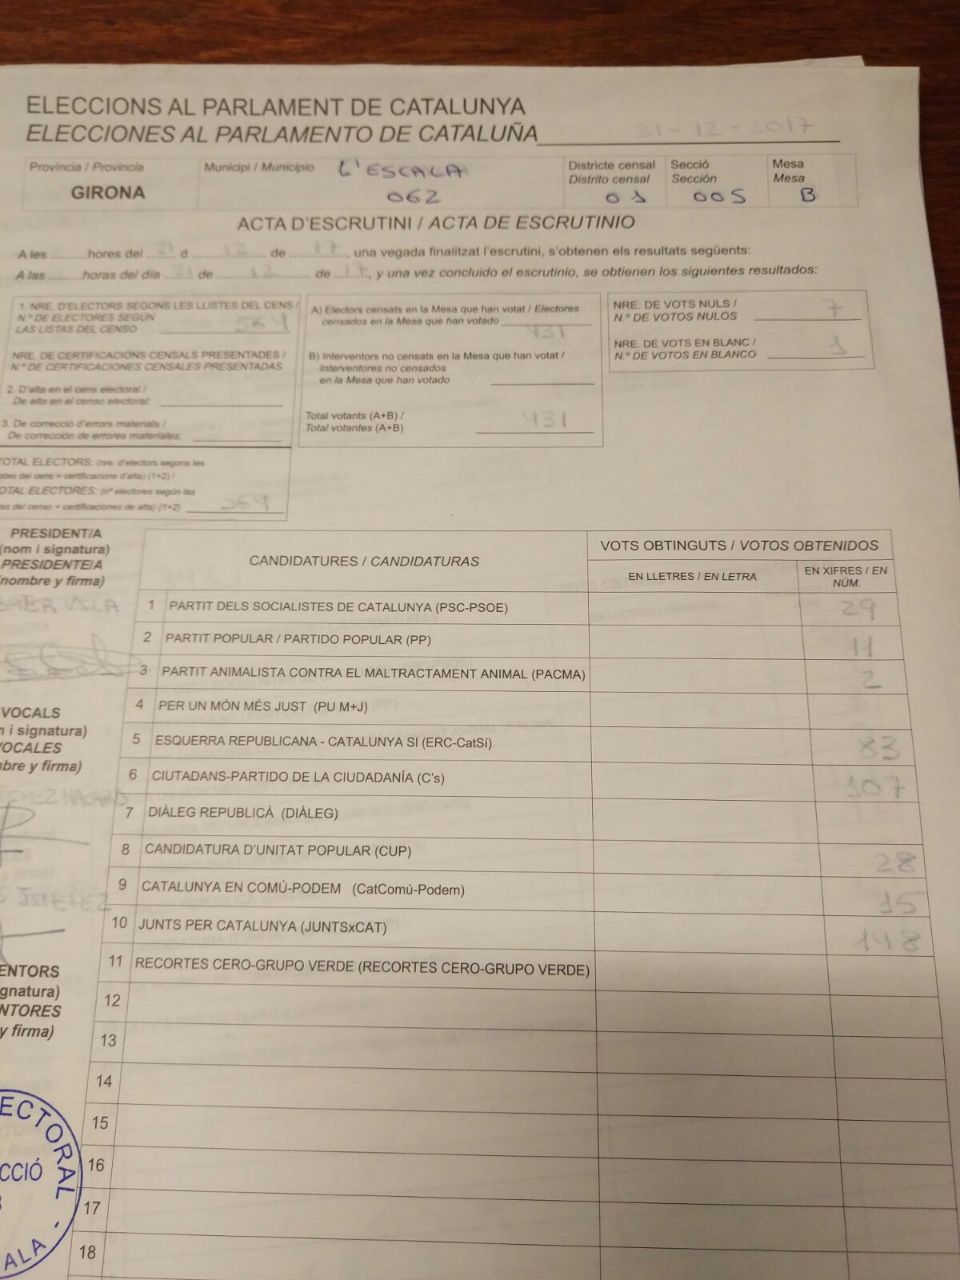 ELECCIONS AL PARLAMENT DE CATALUNYA
ELECCIONES AL PARLAMENTO DE CATALUÑA 21-12-2017
Província / Provincia
GIRONA
Municipi / Municipio L'ESCALA
062
Districte censal
Distrito censal
01
Secció
Sección
005
Mesa
Mesa
B
ACTA D'ESCRUTINI / ACTA DE ESCRUTINIO
A les ........... hores del 21 d 12 de 17, una vegada finalitzat l'escrutini, s'obtenen els resultats següents:
A las ........... horas del día 21 de 12 de 17, y una vez concluido el escrutinio, se obtienen los siguientes resultados:
1. NRE. D'ELECTORS SEGONS LES LLISTES DEL CENS /
N.º DE ELECTORES SEGÚN
LAS LISTAS DEL CENSO 564
NRE. DE CERTIFICACIONS CENSALS PRESENTADES /
N.º DE CERTIFICACIONES CENSALES PRESENTADAS
2. D'alta en el cens electoral /
De alta en el censo electoral:
3. De correcció d'errors materials /
De corrección de errores materiales:
TOTAL ELECTORS: (nre. d'electors segons les
tes del cens + certificacions d'alta) (1+2) /
OTAL ELECTORES: (nº electores según las
tas del censo + certificaciones de alta) (1+2) 564
A) Electors censats en la Mesa que han votat / Electores
censados en la Mesa que han votado 431
B) Interventors no censats en la Mesa que han votat /
Interventores no censados
en la Mesa que han votado
Total votants (A+B) /
Total votantes (A+B) 431
NRE. DE VOTS NULS /
N.º DE VOTOS NULOS 7
NRE. DE VOTS EN BLANC /
N.º DE VOTOS EN BLANCO 1
PRESIDENT/A
(nom i signatura)
PRESIDENTE/A
nombre y firma)
VILA
VOCALS
n i signatura)
VOCALES
bre y firma)
JIMENEZ
ENTORS
gnatura)
NTORES
y firma)
CANDIDATURES / CANDIDATURAS
VOTS OBTINGUTS / VOTOS OBTENIDOS
EN LLETRES / EN LETRA
EN XIFRES / EN NÚM.
1 PARTIT DELS SOCIALISTES DE CATALUNYA (PSC-PSOE) 29
2 PARTIT POPULAR / PARTIDO POPULAR (PP) 11
3 PARTIT ANIMALISTA CONTRA EL MALTRACTAMENT ANIMAL (PACMA) 2
4 PER UN MÓN MÉS JUST (PU M+J)
5 ESQUERRA REPUBLICANA - CATALUNYA SI (ERC-CatSí) 83
6 CIUTADANS-PARTIDO DE LA CIUDADANÍA (C's) 107
7 DIÀLEG REPUBLICÀ (DIÀLEG)
8 CANDIDATURA D'UNITAT POPULAR (CUP) 28
9 CATALUNYA EN COMÚ-PODEM (CatComú-Podem) 15
10 JUNTS PER CATALUNYA (JUNTSxCAT) 148
11 RECORTES CERO-GRUPO VERDE (RECORTES CERO-GRUPO VERDE)
12
13
14
15
16
17
18
ECTORAL
CCIÓ
ALA